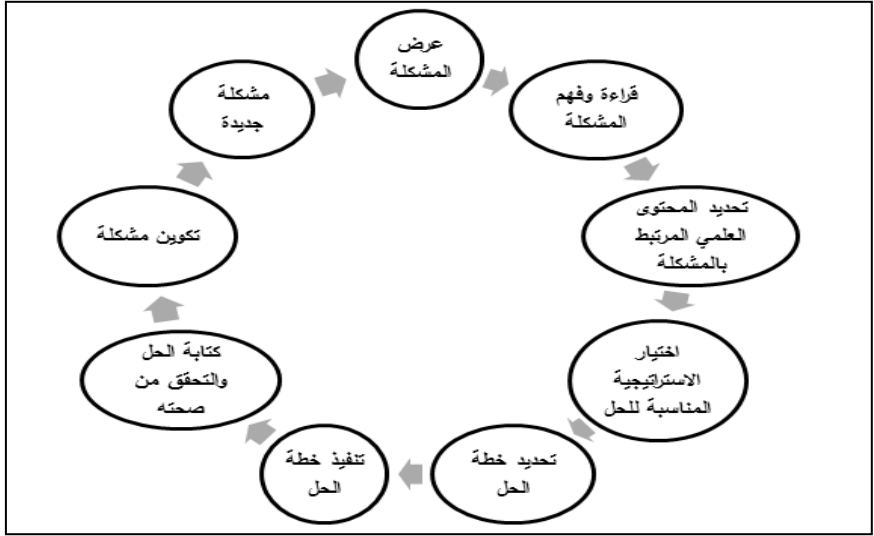 عرض
المشكلة
قراءة وفهم
المشكلة
تحديد المحتوى
العلمي المرتبط
بالمشكلة
اختيار
الاستراتيجية
المناسبة للحل
تحديد خطة
الحل
تنفيذ خطة
الحل
كتابة الحل
والتحقق من
صحته
تكوين مشكلة
مشكلة
جديدة